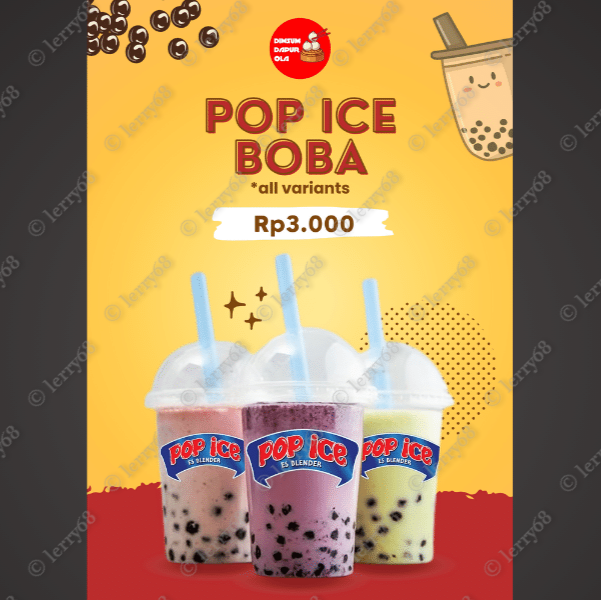 DIMSUM
DAPUR
OLA
POP ICE
BOBA
*all variants
Rp3.000
POP ICE
ES BLENDER
POP ICE
ES BLENDER
POP ICE
ES BLENDER
© lerry68